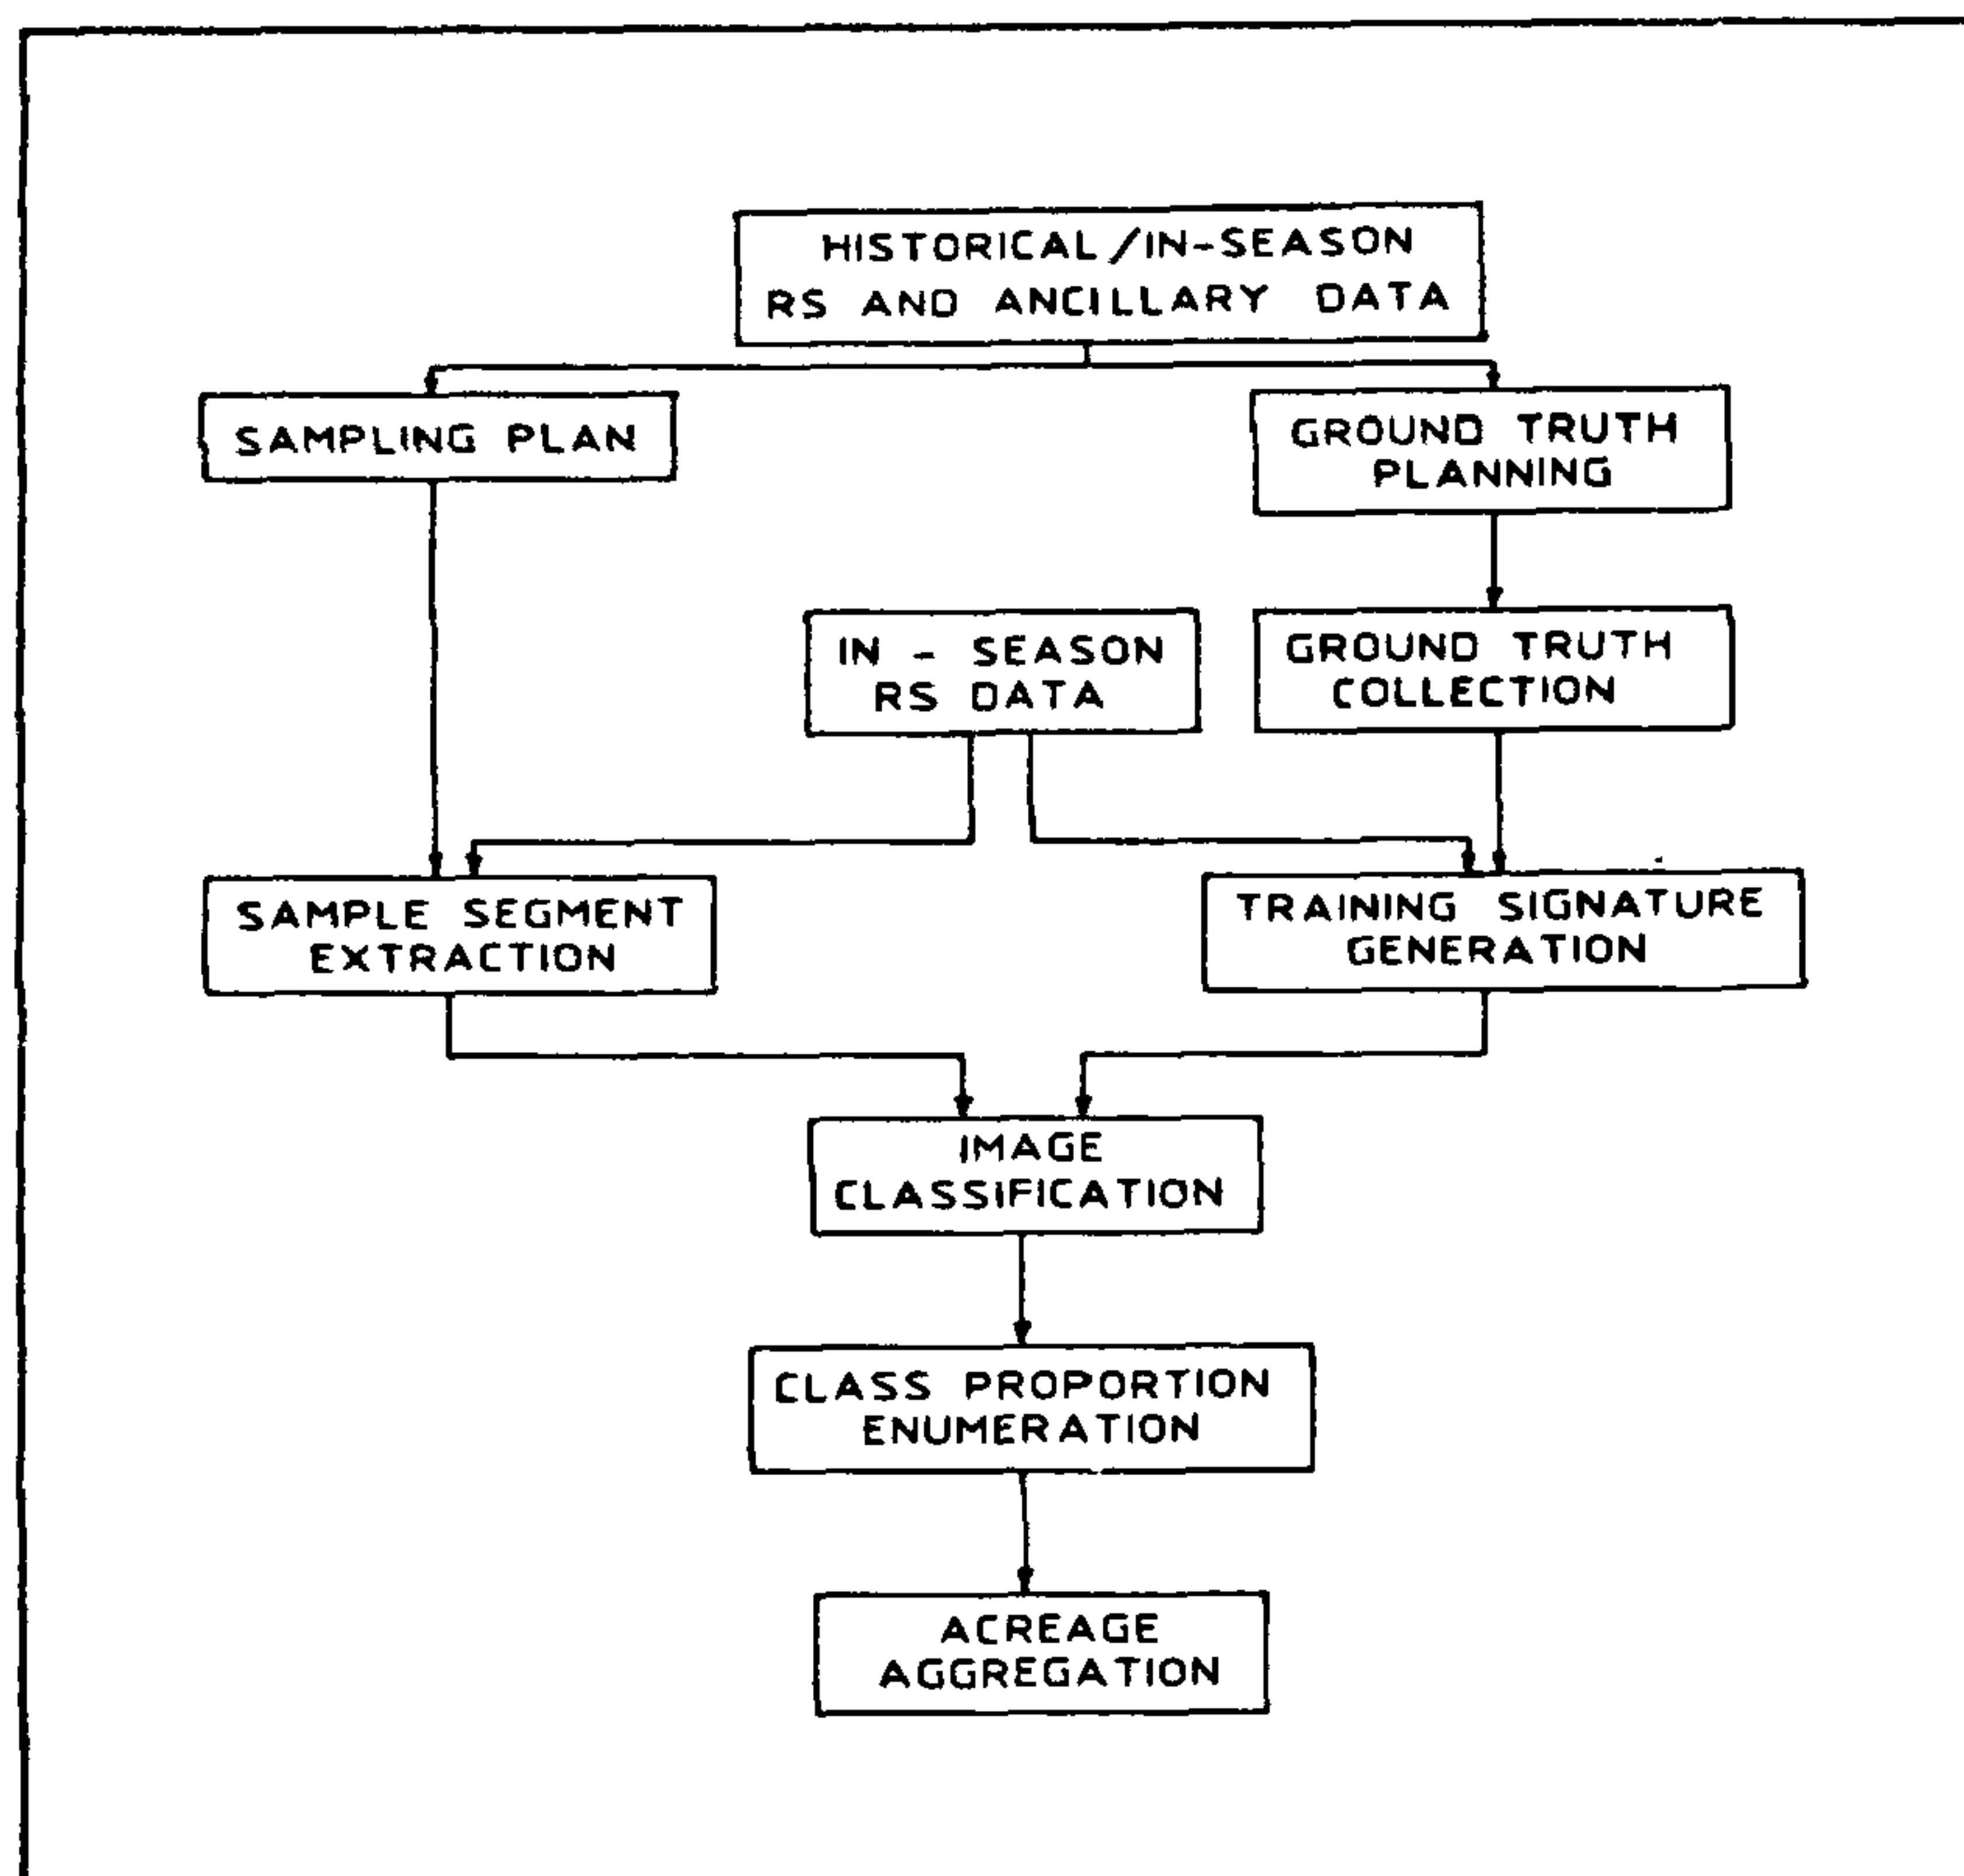 HISTORICAL/IN-SEASON
RS AND ANCILLARY DATA
SAMPLING PLAN
GROUND TRUTH
PLANNING
IN - SEASON
RS DATA
GROUND TRUTH
COLLECTION
SAMPLE SEGMENT
EXTRACTION
TRAINING SIGNATURE
GENERATION
IMAGE
CLASSIFICATION
CLASS PROPORTION
ENUMERATION
ACREAGE
AGGREGATION